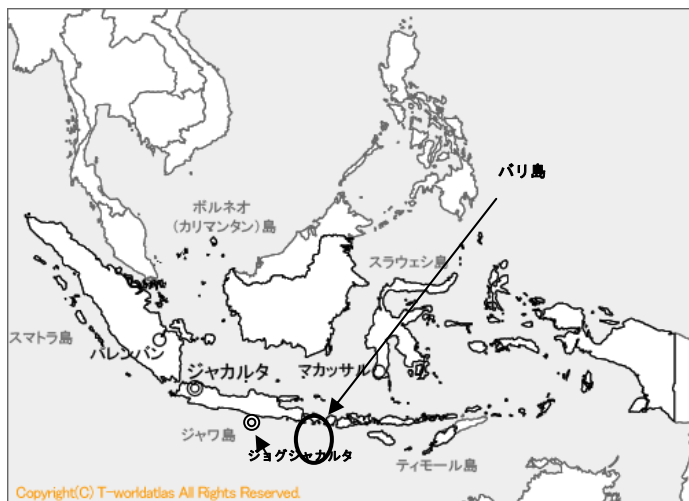 バリ島
ボルネオ
(カリマンタン)島
スラウェシ島
スマトラ島
パレンバン
ジャカルタ
マカッサル
ジャワ島
ジョグジャカルタ
ティモール島
Copyright(C) T-worldatlas All Rights Reserved.